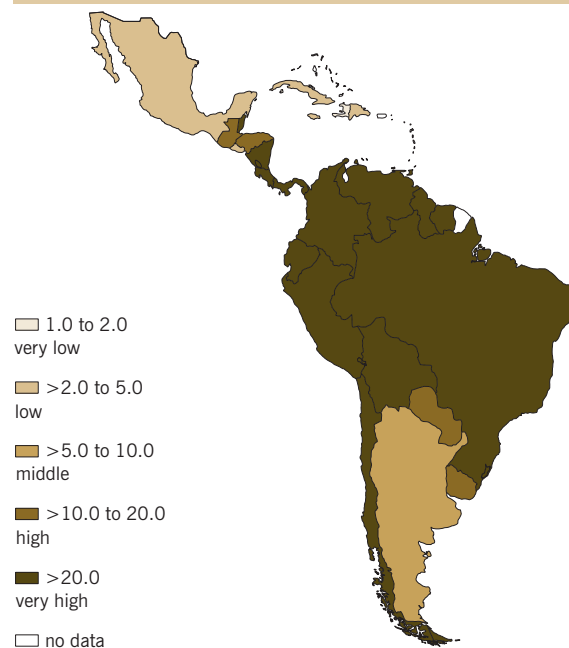 1.0 to 2.0
very low
>2.0 to 5.0
low
>5.0 to 10.0
middle
>10.0 to 20.0
high
>20.0
very high
no data